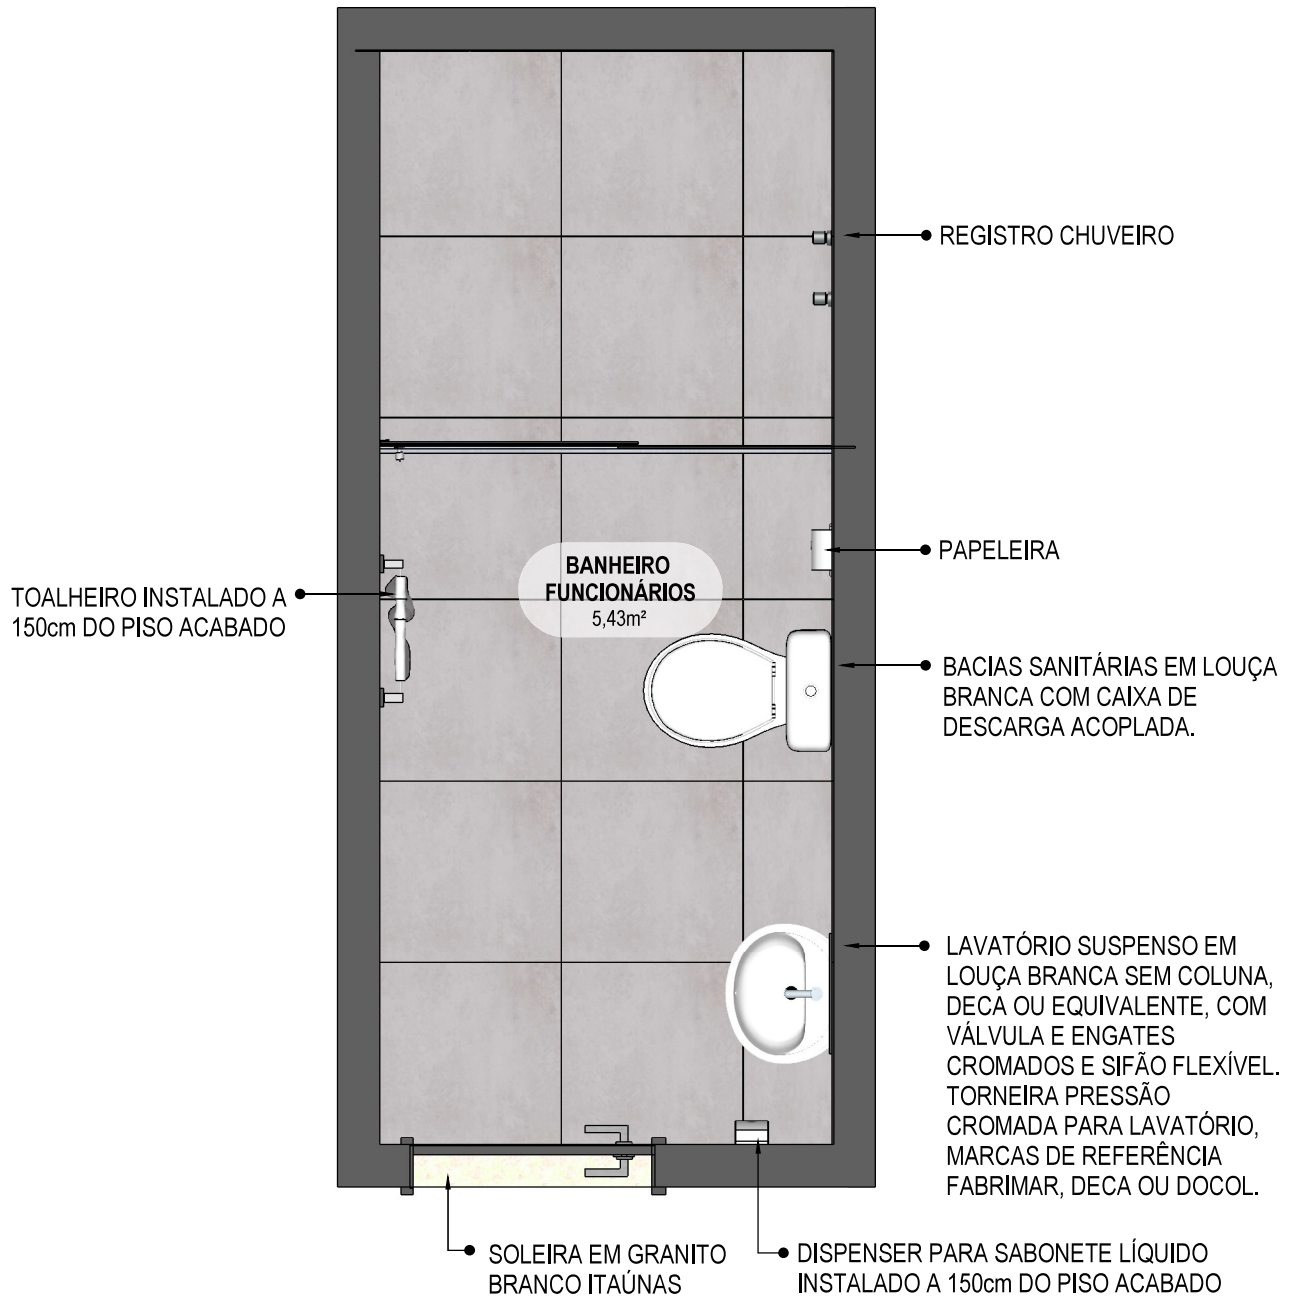 REGISTRO CHUVEIRO
PAPELEIRA
BANHEIRO
FUNCIONÁRIOS
5,43m²
TOALHEIRO INSTALADO A
150cm DO PISO ACABADO
BACIAS SANITÁRIAS EM LOUÇA
BRANCA COM CAIXA DE
DESCARGA ACOPLADA.
LAVATÓRIO SUSPENSO EM
LOUÇA BRANCA SEM COLUNA,
DECA OU EQUIVALENTE, COM
VÁLVULA E ENGATES
CROMADOS E SIFÃO FLEXÍVEL.
TORNEIRA PRESSÃO
CROMADA PARA LAVATÓRIO,
MARCAS DE REFERÊNCIA
FABRIMAR, DECA OU DOCOL.
SOLEIRA EM GRANITO
BRANCO ITAÚNAS
DISPENSER PARA SABONETE LÍQUIDO
INSTALADO A 150cm DO PISO ACABADO